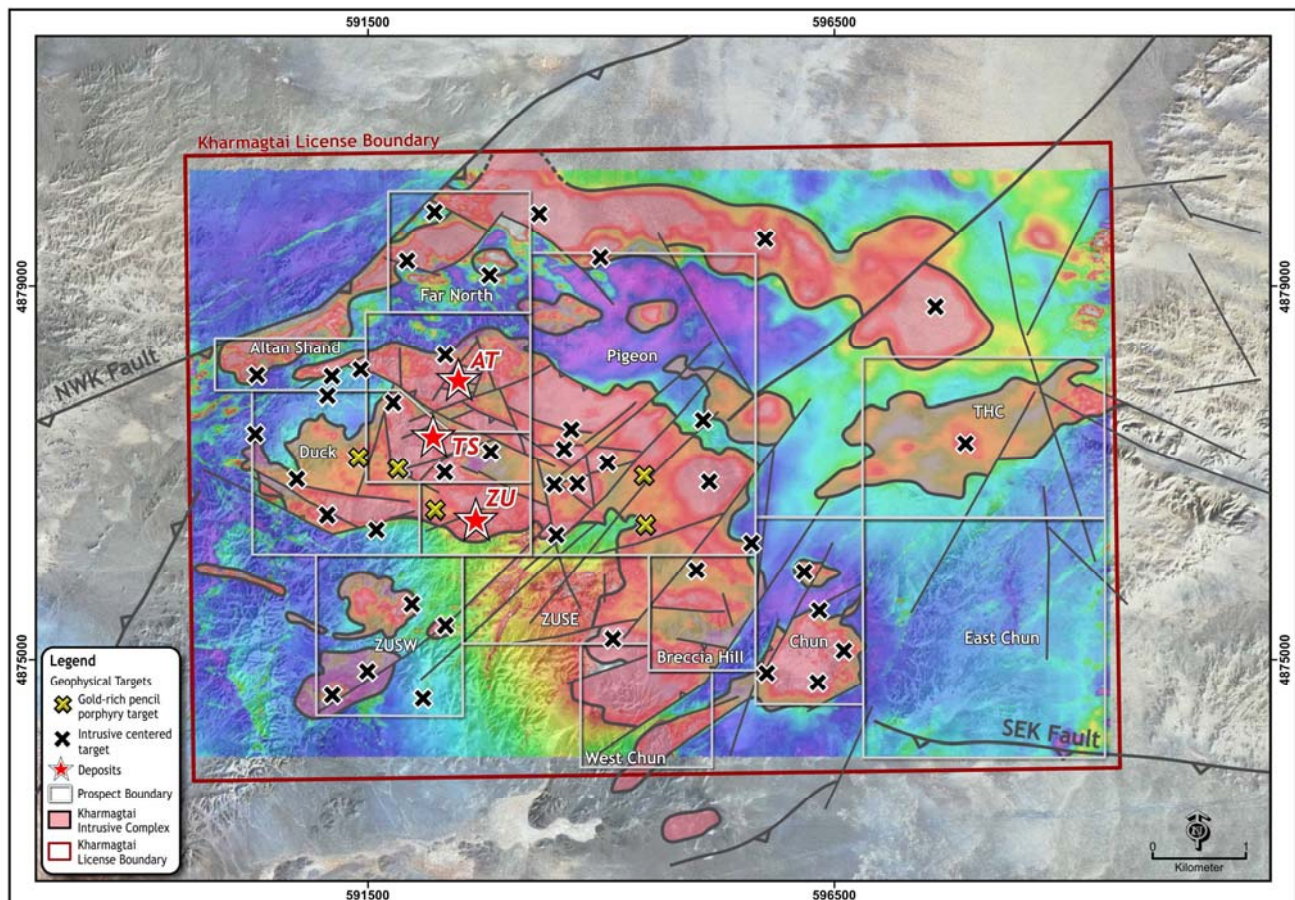 591500
596500
Kharmagtai License Boundary
4879000
4879000
Far North
Altan Shand
Pigeon
NWK Fault
AT
THC
TS
Duck
ZU
ZUSE
ZUSW
Chun
East Chun
Breccia Hill
4875000
4875000
SEK Fault
West Chun
Legend
Geophysical Targets
Gold-rich pencil
porphyry target
Intrusive centered
target
Deposits
Prospect Boundary
Kharmagtai
Intrusive Complex
Kharmagtai
License Boundary
N
0 1
Kilometer
591500
596500